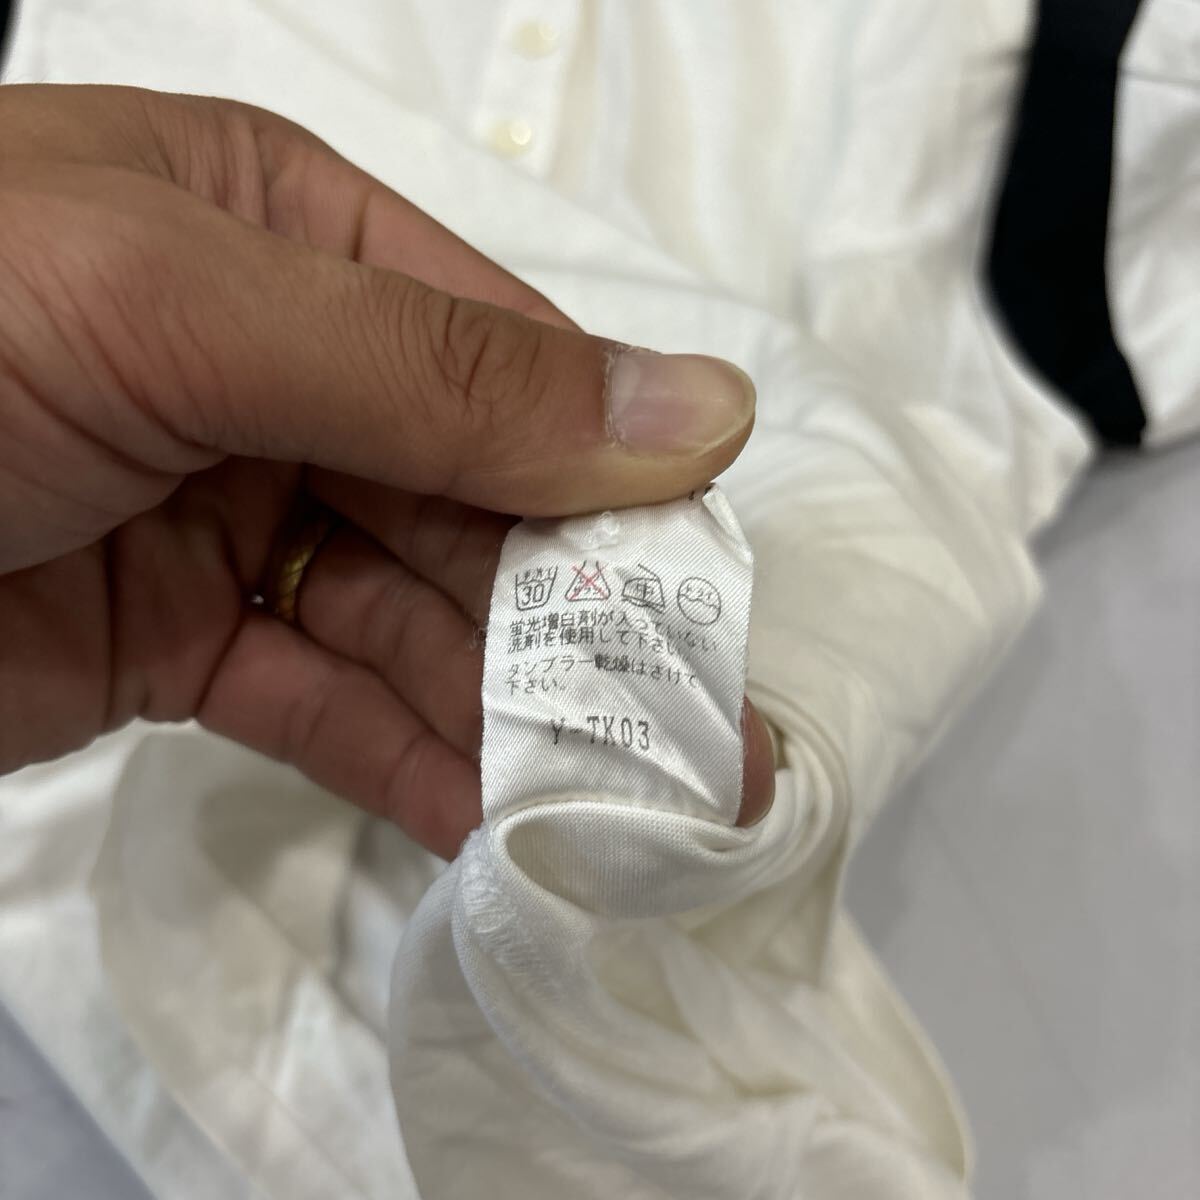 30
蛍光増白剤が入っていない
洗剤を使用して下さい。
タンブラー乾燥はさけて
下さい。
Y-TK03